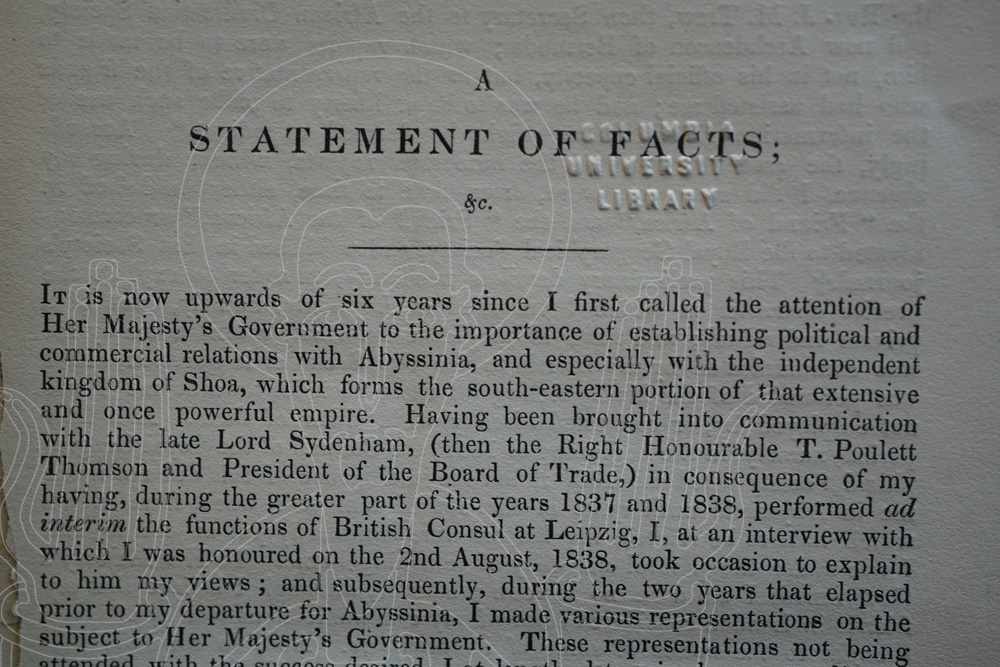 A
STATEMENT OF FACTS;
COLUMBIA
UNIVERSITY
LIBRARY
&c.
IT is now upwards of six years since I first called the attention of
Her Majesty's Government to the importance of establishing political and
commercial relations with Abyssinia, and especially with the independent
kingdom of Shoa, which forms the south-eastern portion of that extensive
and once powerful empire. Having been brought into communication
with the late Lord Sydenham, (then the Right Honourable T. Poulett
Thomson and President of the Board of Trade,) in consequence of my
having, during the greater part of the years 1837 and 1838, performed ad
interim the functions of British Consul at Leipzig, I, at an interview with
which I was honoured on the 2nd August, 1838, took occasion to explain
to him my views; and subsequently, during the two years that elapsed
prior to my departure for Abyssinia, I made various representations on the
subject to Her Majesty's Government. These representations not being
attended with the success desired, I at length